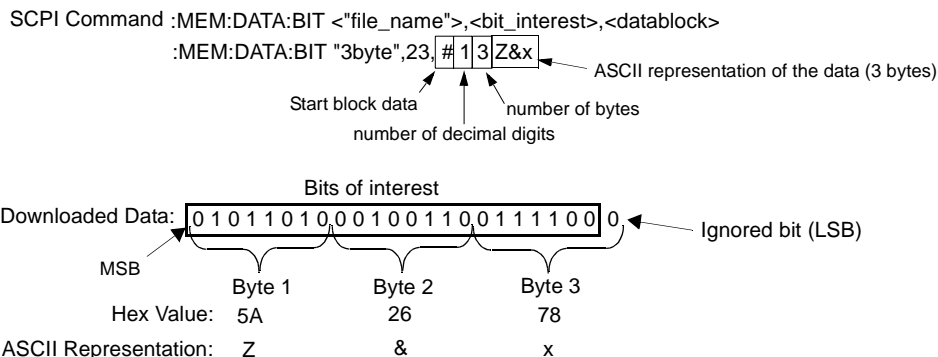 SCPI Command :MEM:DATA:BIT <"file_name">,<bit_interest>,<datablock>
:MEM:DATA:BIT "3byte",23, # 1 3 Z&x
ASCII representation of the data (3 bytes)
Start block data
number of bytes
number of decimal digits
Bits of interest
Downloaded Data: 0 1 0 1 1 0 1 0 0 0 1 0 0 1 1 0 0 1 1 1 1 0 0 0
Ignored bit (LSB)
MSB
Byte 1 Byte 2 Byte 3
Hex Value: 5A 26 78
ASCII Representation: Z & x